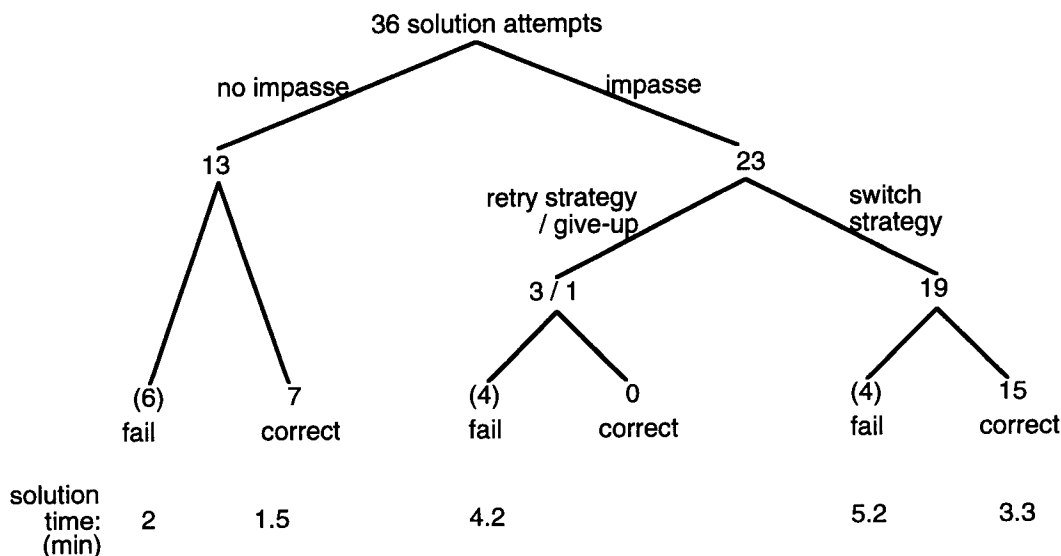 36 solution attempts
no impasse
impasse
13
23
retry strategy
/ give-up
switch
strategy
3 / 1
19
(6)
7
(4)
0
(4)
15
fail
correct
fail
correct
fail
correct
solution
time:
(min)
2
1.5
4.2
5.2
3.3